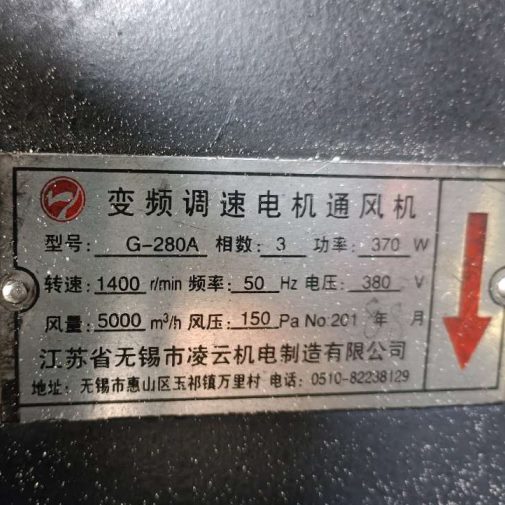 变频调速电机通风机
型号: G-280A 相数: 3 功率: 370 W
转速: 1400 r/min 频率: 50 Hz 电压: 380 V
风量: 5000 m³/h 风压: 150 Pa No 201 年 月
江苏省无锡市凌云机电制造有限公司
地址: 无锡市惠山区玉祁镇万里村 电话: 0510-82238129